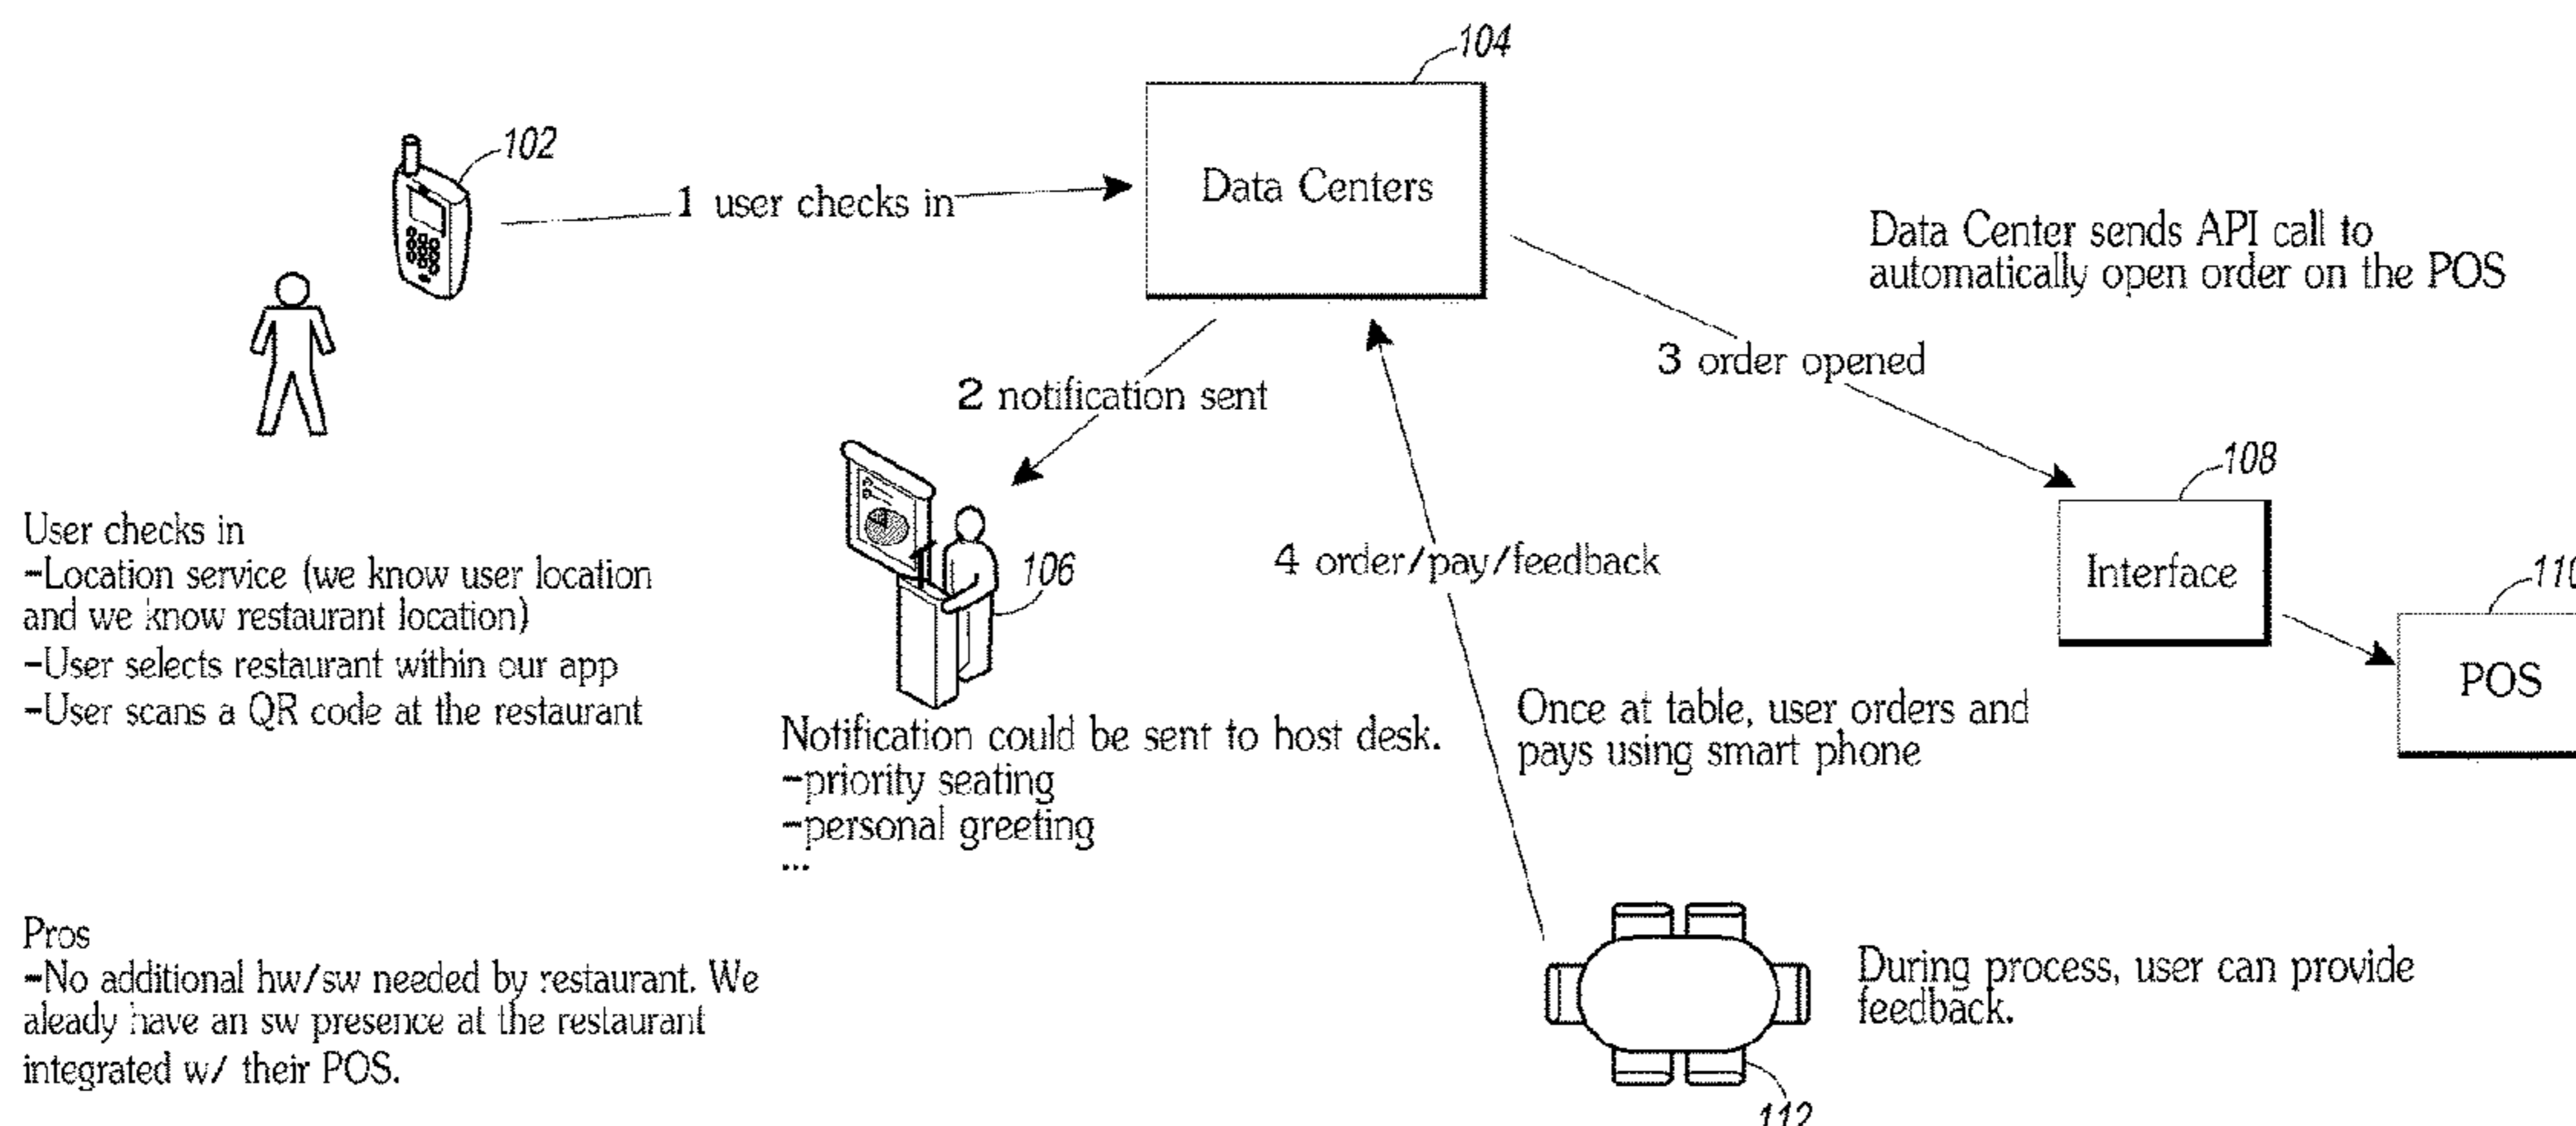 104
102
1 user checks in
Data Centers
Data Center sends API call to
automatically open order on the POS
3 order opened
2 notification sent
108
Interface
110
POS
User checks in
-Location service (we know user location
and we know restaurant location)
-User selects restaurant within our app
-User scans a QR code at the restaurant
106
4 order/pay/feedback
Notification could be sent to host desk.
-priority seating
-personal greeting
...
Once at table, user orders and
pays using smart phone
Pros
-No additional hw/sw needed by restaurant. We
aleady have an sw presence at the restaurant
integrated w/ their POS.
During process, user can provide
feedback.
112